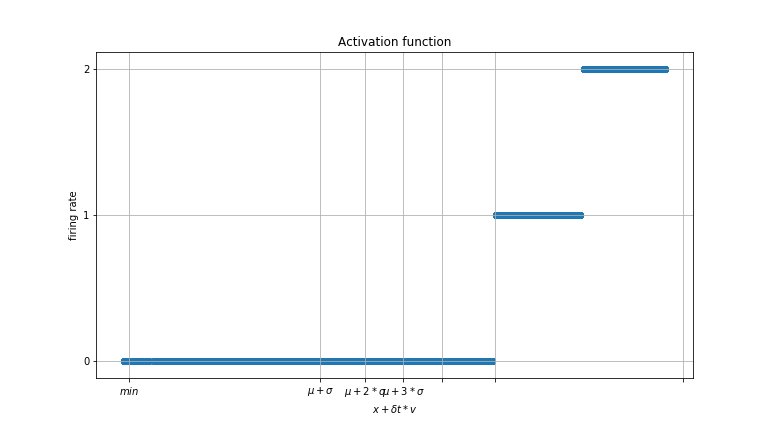 Activation function
2
1
0
firing rate
min μ + σ μ + 2 * σ μ + 3 * σ
x + δt * v